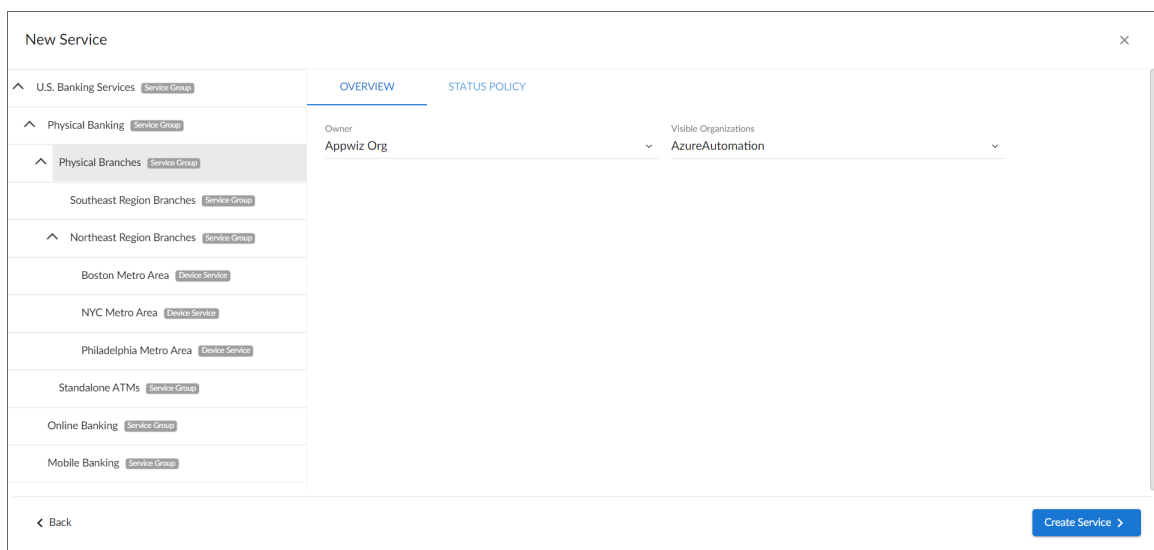 New Service
U.S. Banking Services Service Group
Physical Banking Service Group
Physical Branches Service Group
Southeast Region Branches Service Group
Northeast Region Branches Service Group
Boston Metro Area Device Service
NYC Metro Area Device Service
Philadelphia Metro Area Device Service
Standalone ATMs Service Group
Online Banking Service Group
Mobile Banking Service Group
OVERVIEW STATUS POLICY
Owner Visible Organizations
Appwiz Org AzureAutomation
Back Create Service